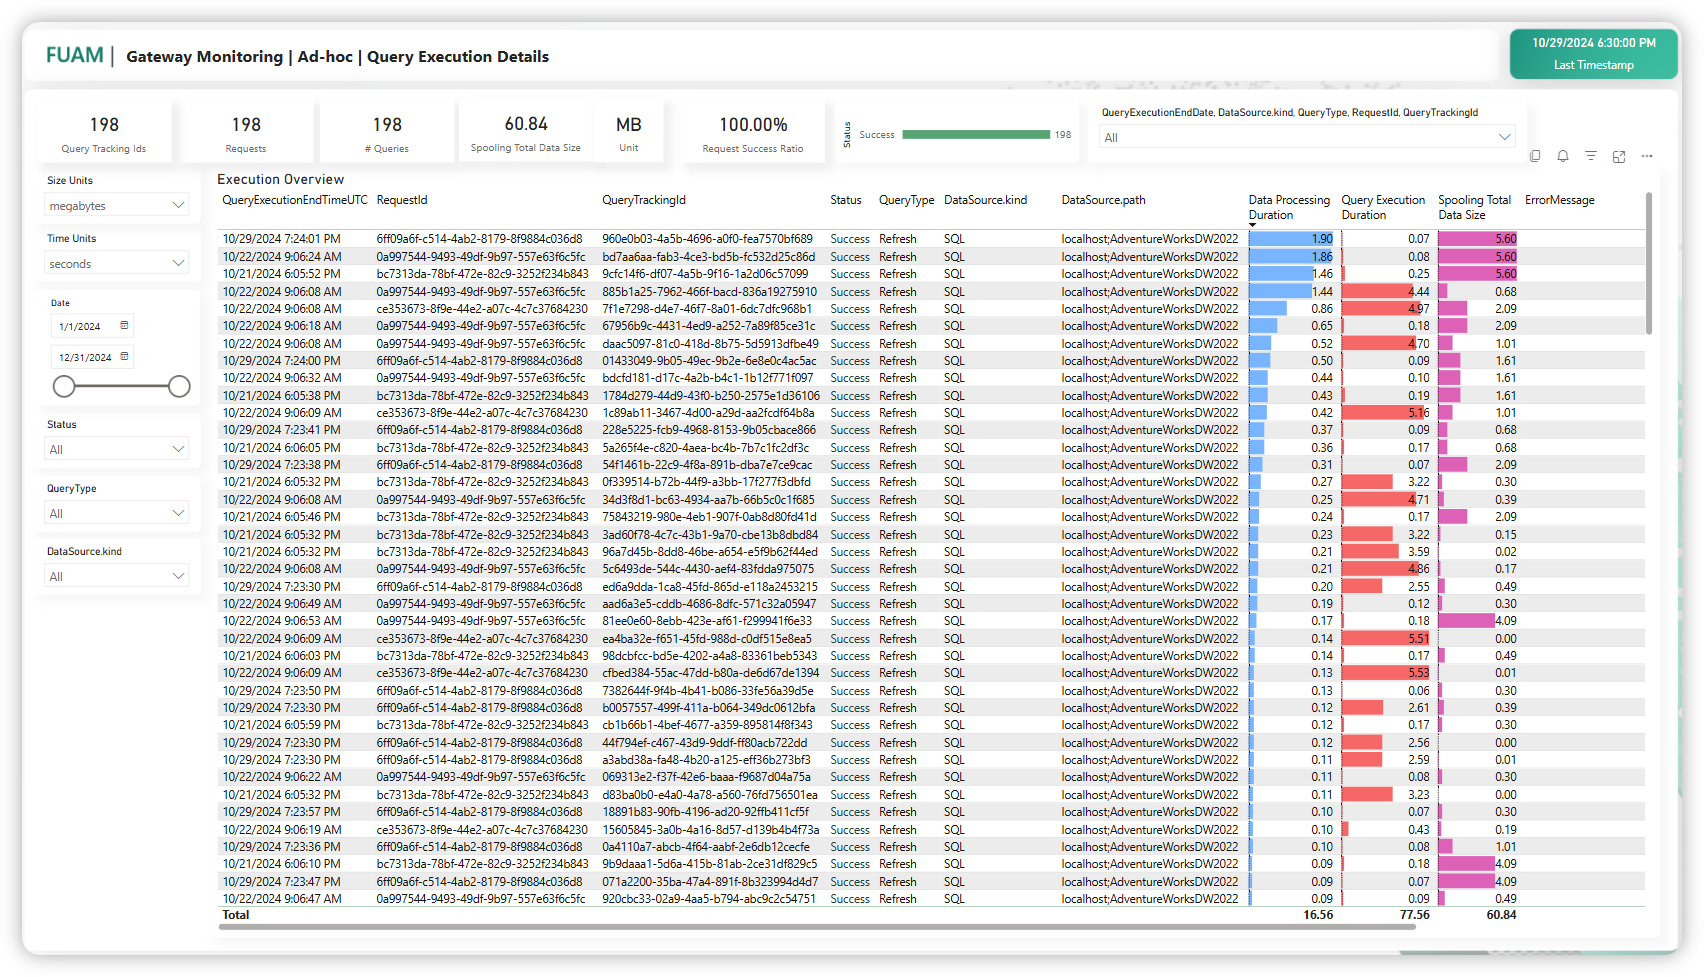 FUAM | Gateway Monitoring | Ad-hoc | Query Execution Details
10/29/2024 6:30:00 PM
Last Timestamp
198
Query Tracking Ids
198
Requests
198
# Queries
60.84
Spooling Total Data Size
MB
Unit
100.00%
Request Success Ratio
Status
Success 198
QueryExecutionEndDate, DataSource.kind, QueryType, RequestId, QueryTrackingId
All
Size Units
megabytes
Time Units
seconds
Date
1/1/2024
12/31/2024
Status
All
QueryType
All
DataSource.kind
All
Execution Overview
QueryExecutionEndTimeUTC RequestId QueryTrackingId Status QueryType DataSource.kind DataSource.path Data Processing Duration Query Execution Duration Spooling Total Data Size ErrorMessage
10/29/2024 7:24:01 PM 6ff09a6f-c514-4ab2-8179-8f9884c036d8 960e0b03-4a5b-4696-a0f0-fea7570bf689 Success Refresh SQL localhost;AdventureWorksDW2022 1.90 0.07 5.60
10/22/2024 9:06:24 AM 0a997544-9493-49df-9b97-557e63f6c5fc bd7aa6aa-fab3-4ce3-bd5b-fc532d25c86d Success Refresh SQL localhost;AdventureWorksDW2022 1.86 0.08 5.60
10/21/2024 6:05:52 PM bc7313da-78bf-472e-82c9-3252f234b843 9cfc14f6-df07-4a5b-9f16-1a2d06c57099 Success Refresh SQL localhost;AdventureWorksDW2022 1.46 0.25 5.60
10/22/2024 9:06:08 AM 0a997544-9493-49df-9b97-557e63f6c5fc 885b1a25-7962-466f-bacd-836a19275910 Success Refresh SQL localhost;AdventureWorksDW2022 1.44 4.44 0.68
10/22/2024 9:06:08 AM ce353673-8f9e-44e2-a07c-4c7c37684230 7f1e7298-d4e7-46f7-8a01-6dc7dfc968b1 Success Refresh SQL localhost;AdventureWorksDW2022 0.86 4.97 2.09
10/22/2024 9:06:18 AM 0a997544-9493-49df-9b97-557e63f6c5fc 67956b9c-4431-4ed9-a252-7a89f85ce31c Success Refresh SQL localhost;AdventureWorksDW2022 0.65 0.18 2.09
10/22/2024 9:06:08 AM 0a997544-9493-49df-9b97-557e63f6c5fc daac5097-81c0-418d-8b75-5d5913dfbe49 Success Refresh SQL localhost;AdventureWorksDW2022 0.52 4.70 1.01
10/29/2024 7:24:00 PM 6ff09a6f-c514-4ab2-8179-8f9884c036d8 01433049-9b05-49ec-9b2e-6e8e0c4ac5ac Success Refresh SQL localhost;AdventureWorksDW2022 0.50 0.09 1.61
10/22/2024 9:06:32 AM 0a997544-9493-49df-9b97-557e63f6c5fc bdcfd181-d17c-4a2b-b4c1-1b12f771f097 Success Refresh SQL localhost;AdventureWorksDW2022 0.44 0.10 1.61
10/21/2024 6:05:38 PM bc7313da-78bf-472e-82c9-3252f234b843 1784d279-44d9-43f0-b250-2575e1d36106 Success Refresh SQL localhost;AdventureWorksDW2022 0.43 0.19 1.61
10/22/2024 9:06:09 AM ce353673-8f9e-44e2-a07c-4c7c37684230 1c89ab11-3467-4d00-a29d-aa2fcdf64b8a Success Refresh SQL localhost;AdventureWorksDW2022 0.42 5.16 1.01
10/29/2024 7:23:41 PM 6ff09a6f-c514-4ab2-8179-8f9884c036d8 228e5225-fcb9-4968-8153-9b05cbace866 Success Refresh SQL localhost;AdventureWorksDW2022 0.37 0.09 0.68
10/21/2024 6:06:05 PM bc7313da-78bf-472e-82c9-3252f234b843 5a265f4e-c820-4aea-bc4b-7b7c1fc2df3c Success Refresh SQL localhost;AdventureWorksDW2022 0.36 0.17 0.68
10/29/2024 7:23:38 PM 6ff09a6f-c514-4ab2-8179-8f9884c036d8 54f1461b-22c9-4f8a-891b-dba7e7ce9cac Success Refresh SQL localhost;AdventureWorksDW2022 0.31 0.07 2.09
10/21/2024 6:05:32 PM bc7313da-78bf-472e-82c9-3252f234b843 0f339514-b72b-44f9-a3bb-17f277f3dbfd Success Refresh SQL localhost;AdventureWorksDW2022 0.27 3.22 0.30
10/22/2024 9:06:08 AM 0a997544-9493-49df-9b97-557e63f6c5fc 34d3f8d1-bc63-4934-aa7b-66b5c0c1f685 Success Refresh SQL localhost;AdventureWorksDW2022 0.25 4.71 0.39
10/21/2024 6:05:46 PM bc7313da-78bf-472e-82c9-3252f234b843 75843219-980e-4eb1-907f-0ab8d80fd41d Success Refresh SQL localhost;AdventureWorksDW2022 0.24 0.17 2.09
10/21/2024 6:05:32 PM bc7313da-78bf-472e-82c9-3252f234b843 3ad60f78-4c7c-43b1-9a70-cbe13b8dbd84 Success Refresh SQL localhost;AdventureWorksDW2022 0.23 3.22 0.15
10/21/2024 6:05:32 PM bc7313da-78bf-472e-82c9-3252f234b843 96a7d45b-8dd8-46be-a654-e5f9b62f44ed Success Refresh SQL localhost;AdventureWorksDW2022 0.21 3.59 0.02
10/22/2024 9:06:08 AM 0a997544-9493-49df-9b97-557e63f6c5fc 5c6493de-544c-4430-aef4-83fdda975075 Success Refresh SQL localhost;AdventureWorksDW2022 0.21 4.86 0.17
10/29/2024 7:23:30 PM 6ff09a6f-c514-4ab2-8179-8f9884c036d8 ed6a9dda-1ca8-45fd-865d-e118a2453215 Success Refresh SQL localhost;AdventureWorksDW2022 0.20 2.55 0.49
10/22/2024 9:06:49 AM 0a997544-9493-49df-9b97-557e63f6c5fc aad6a3e5-cddb-4686-8dfc-571c32a05947 Success Refresh SQL localhost;AdventureWorksDW2022 0.19 0.12 0.30
10/22/2024 9:06:53 AM 0a997544-9493-49df-9b97-557e63f6c5fc 81ee0e60-8ebb-423e-af61-f299941f6e33 Success Refresh SQL localhost;AdventureWorksDW2022 0.17 0.18 4.09
10/22/2024 9:06:09 AM ce353673-8f9e-44e2-a07c-4c7c37684230 ea4ba32e-f651-45fd-988d-c0df515e8ea5 Success Refresh SQL localhost;AdventureWorksDW2022 0.14 5.51 0.00
10/21/2024 6:06:03 PM bc7313da-78bf-472e-82c9-3252f234b843 98dcbfcc-bd5e-4202-a4a8-83361beb5343 Success Refresh SQL localhost;AdventureWorksDW2022 0.14 0.17 0.49
10/22/2024 9:06:09 AM ce353673-8f9e-44e2-a07c-4c7c37684230 cfbed384-55ac-47dd-b80a-de6d67de1394 Success Refresh SQL localhost;AdventureWorksDW2022 0.13 5.53 0.01
10/29/2024 7:23:50 PM 6ff09a6f-c514-4ab2-8179-8f9884c036d8 7382644f-9f4b-4b41-b086-33fe56a39d5e Success Refresh SQL localhost;AdventureWorksDW2022 0.13 0.06 0.30
10/29/2024 7:23:30 PM 6ff09a6f-c514-4ab2-8179-8f9884c036d8 b0057557-499f-411a-b064-349dc0612bfa Success Refresh SQL localhost;AdventureWorksDW2022 0.12 2.61 0.39
10/21/2024 6:05:59 PM bc7313da-78bf-472e-82c9-3252f234b843 cb1b66b1-4bef-4677-a359-895814f8f343 Success Refresh SQL localhost;AdventureWorksDW2022 0.12 0.17 0.30
10/29/2024 7:23:30 PM 6ff09a6f-c514-4ab2-8179-8f9884c036d8 44f794ef-c467-43d9-9ddf-ff80acb722dd Success Refresh SQL localhost;AdventureWorksDW2022 0.12 2.56 0.00
10/29/2024 7:23:30 PM 6ff09a6f-c514-4ab2-8179-8f9884c036d8 a3abd38a-fa48-4b20-a125-eff36b273bf3 Success Refresh SQL localhost;AdventureWorksDW2022 0.11 2.59 0.01
10/22/2024 9:06:22 AM 0a997544-9493-49df-9b97-557e63f6c5fc 069313e2-f37f-42e6-baaa-f9687d04a75a Success Refresh SQL localhost;AdventureWorksDW2022 0.11 0.08 0.30
10/21/2024 6:05:32 PM bc7313da-78bf-472e-82c9-3252f234b843 d83ba0b0-e4a0-4a78-a560-76fd756501ea Success Refresh SQL localhost;AdventureWorksDW2022 0.11 3.23 0.00
10/29/2024 7:23:57 PM 6ff09a6f-c514-4ab2-8179-8f9884c036d8 18891b83-90fb-4196-ad20-92ffb411cf5f Success Refresh SQL localhost;AdventureWorksDW2022 0.10 0.07 0.30
10/22/2024 9:06:19 AM ce353673-8f9e-44e2-a07c-4c7c37684230 15605845-3a0b-4a16-8d57-d139b4b4f73a Success Refresh SQL localhost;AdventureWorksDW2022 0.10 0.43 0.19
10/29/2024 7:23:36 PM 6ff09a6f-c514-4ab2-8179-8f9884c036d8 0a4110a7-abcb-4f64-aabf-2e6db12cecfe Success Refresh SQL localhost;AdventureWorksDW2022 0.10 0.08 1.01
10/21/2024 6:06:10 PM bc7313da-78bf-472e-82c9-3252f234b843 9b9daaa1-5d6a-415b-81ab-2ce31df829c5 Success Refresh SQL localhost;AdventureWorksDW2022 0.09 0.18 4.09
10/29/2024 7:23:47 PM 6ff09a6f-c514-4ab2-8179-8f9884c036d8 071a2200-35ba-47a4-891f-8b323994d4d7 Success Refresh SQL localhost;AdventureWorksDW2022 0.09 0.07 4.09
10/22/2024 9:06:47 AM 0a997544-9493-49df-9b97-557e63f6c5fc 920cbc33-02a9-4aa5-b794-abc9c2c54751 Success Refresh SQL localhost;AdventureWorksDW2022 0.09 0.09 0.49
Total 16.56 77.56 60.84